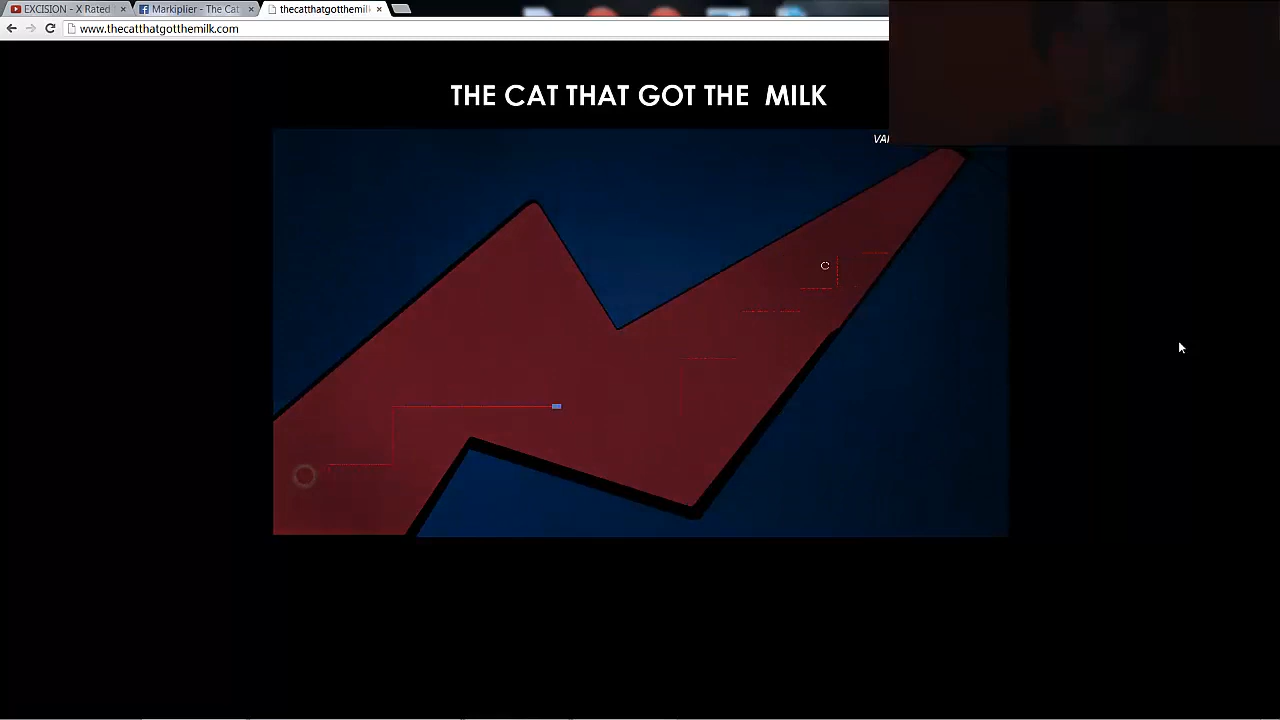 EXCISION - X Rated
Markiplier - The Cat
thecatthatgotthemilk
www.thecatthatgotthemilk.com
THE CAT THAT GOT THE MILK